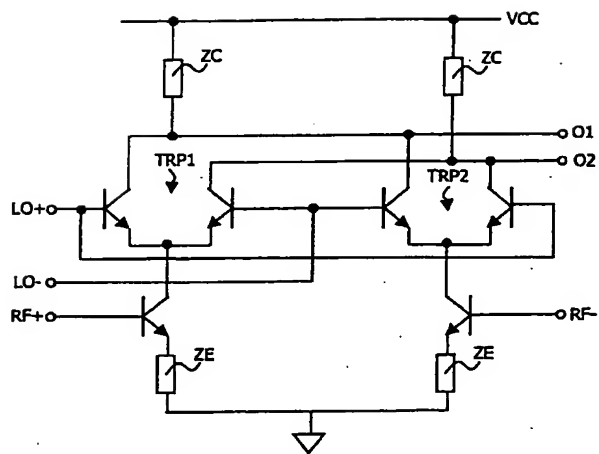 VCC
ZC
ZC
O1
TRP1
O2
TRP2
LO+
LO-
RF+
RF-
ZE
ZE